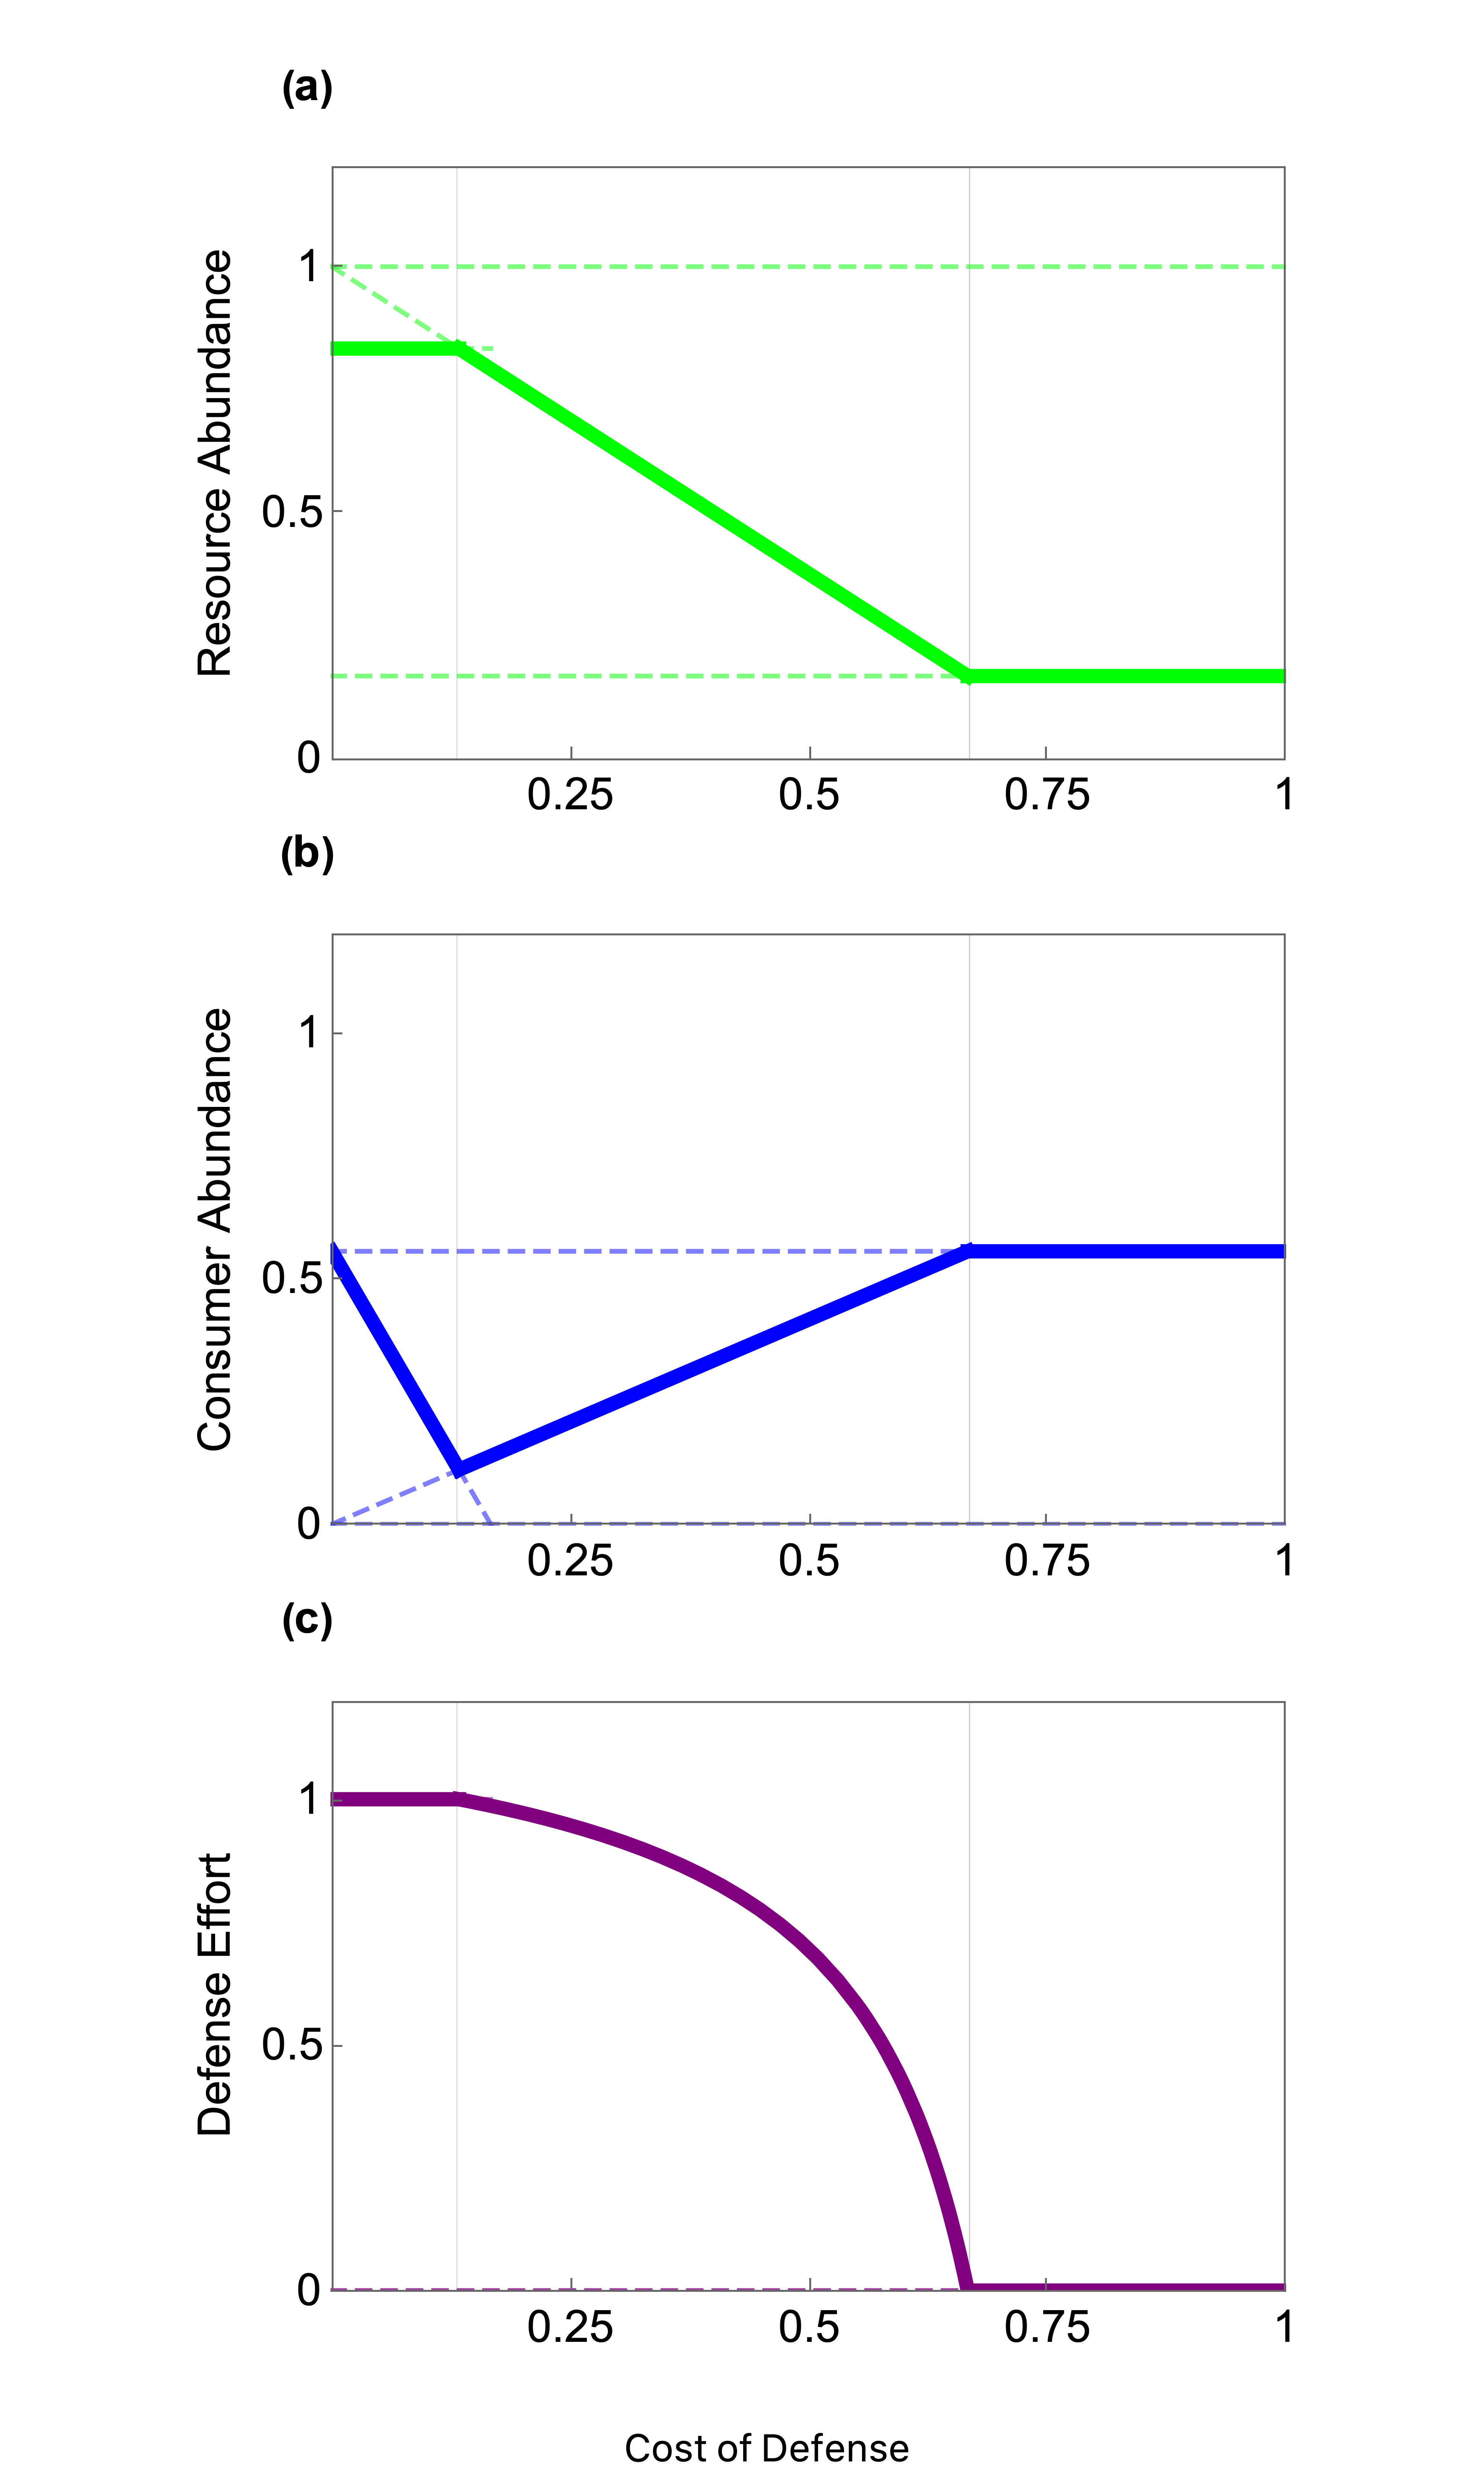 (a)
Resource Abundance
1
0.5
0
0.25 0.5 0.75 1
(b)
Consumer Abundance
1
0.5
0
0.25 0.5 0.75 1
(c)
Defense Effort
1
0.5
0
0.25 0.5 0.75 1
Cost of Defense